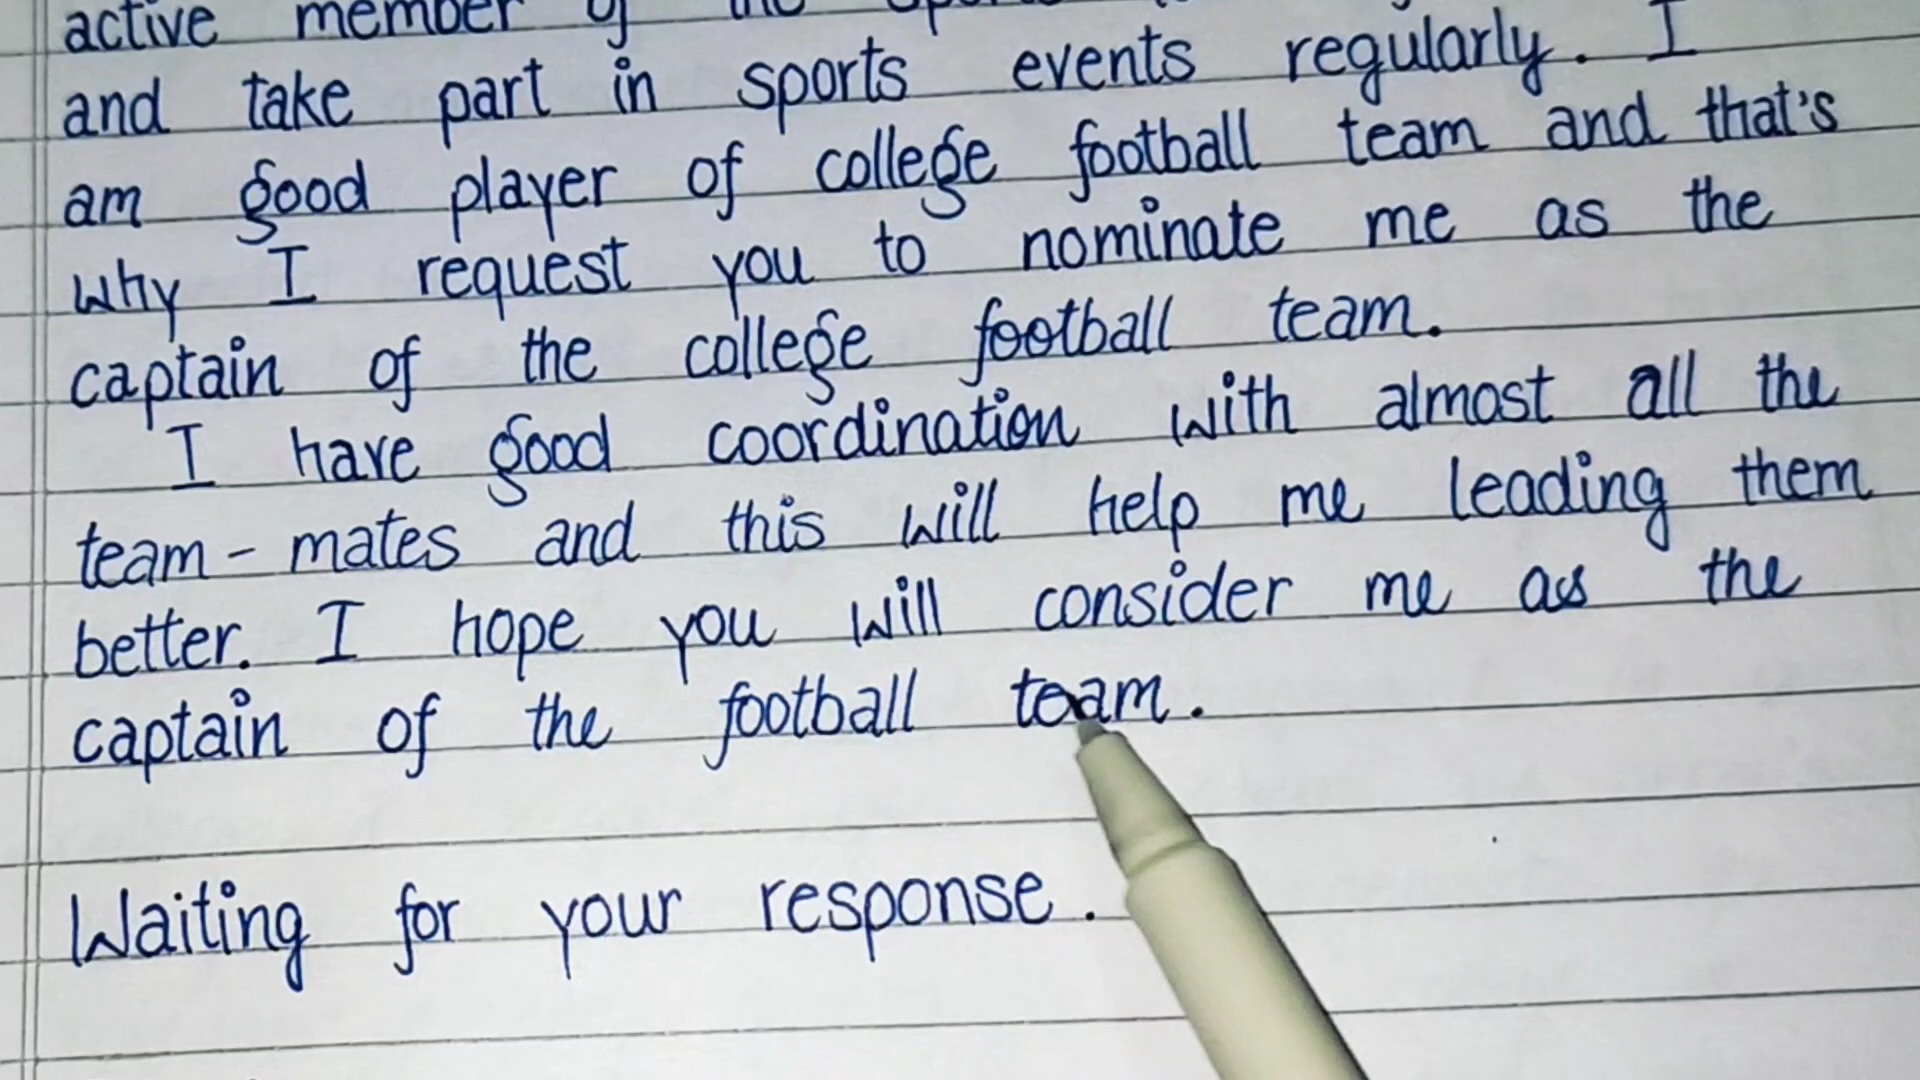 active member of the
and take part in sports events regularly. I
am good player of college football team and that's
why I request you to nominate me as the
captain of the college football team.
I have good coordination with almost all the
team-mates and this will help me leading them
better. I hope you will consider me as the
captain of the football team.
Waiting for your response.